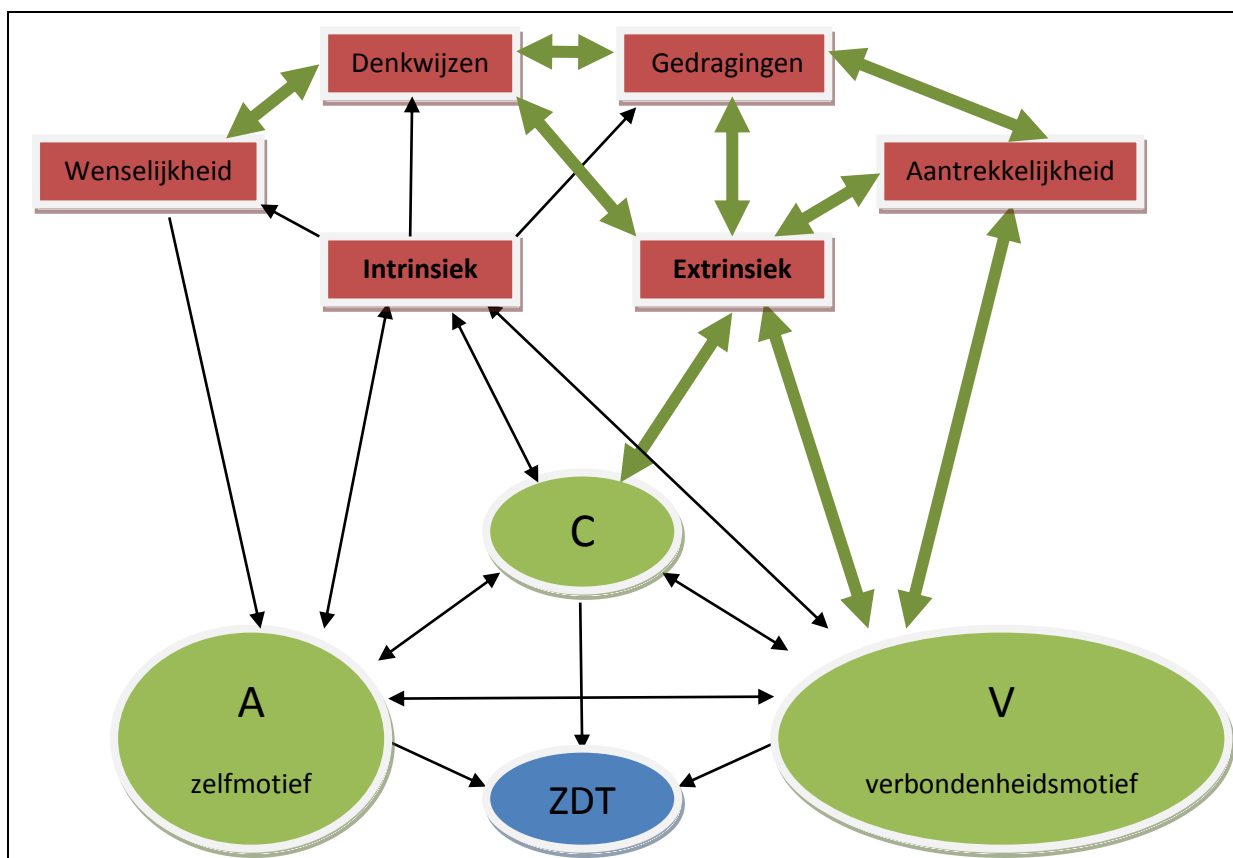 Denkwijzen
Gedragingen
Wenselijkheid
Aantrekkelijkheid
Intrinsiek
Extrinsiek
C
A
zelfmotief
V
verbondenheidsmotief
ZDT